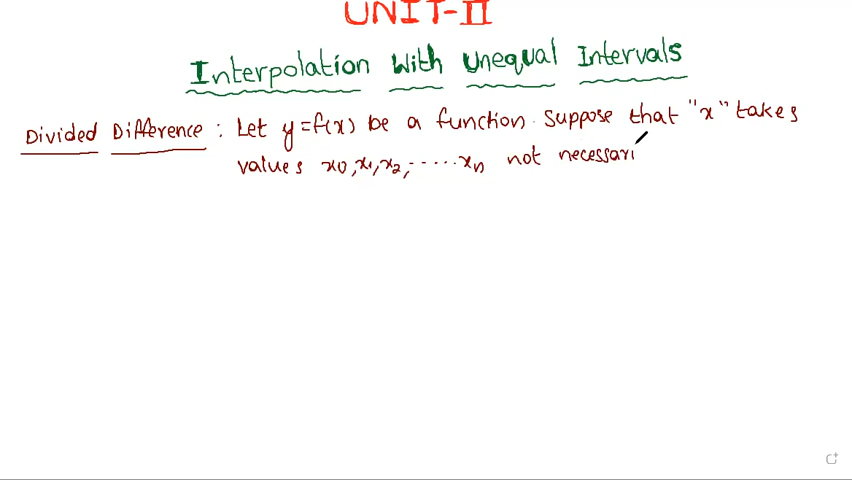 UNIT-II
Interpolation With Unequal Intervals
Divided Difference : Let y=f(x) be a function. Suppose that "x" takes
values x0,x1,x2,......xn not necessari